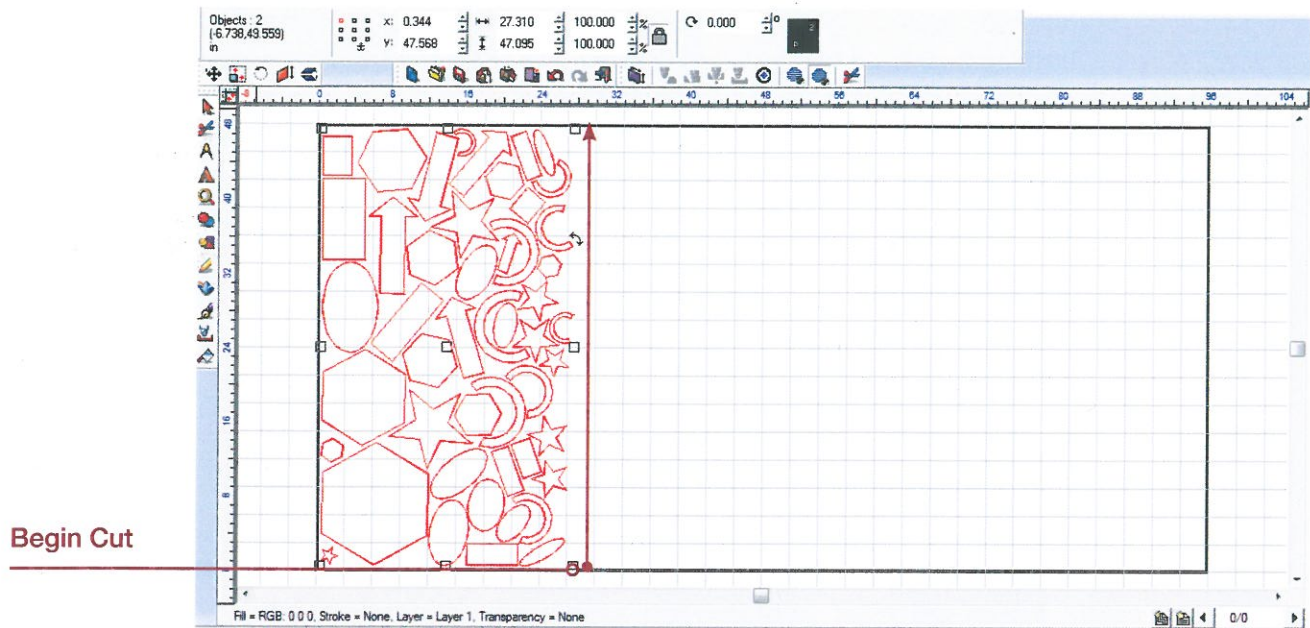 Objects : 2
(-6.738,49.559)
in
x: 0.344
27.310
100.000 %
0.000 °
y: 47.568
47.095
100.000 %
-8 0 8 16 24 32 40 48 56 64 72 80 88 96 104
48
40
32
24
16
8
Begin Cut
Fill = RGB: 0 0 0, Stroke = None, Layer = Layer 1, Transparency = None
0/0